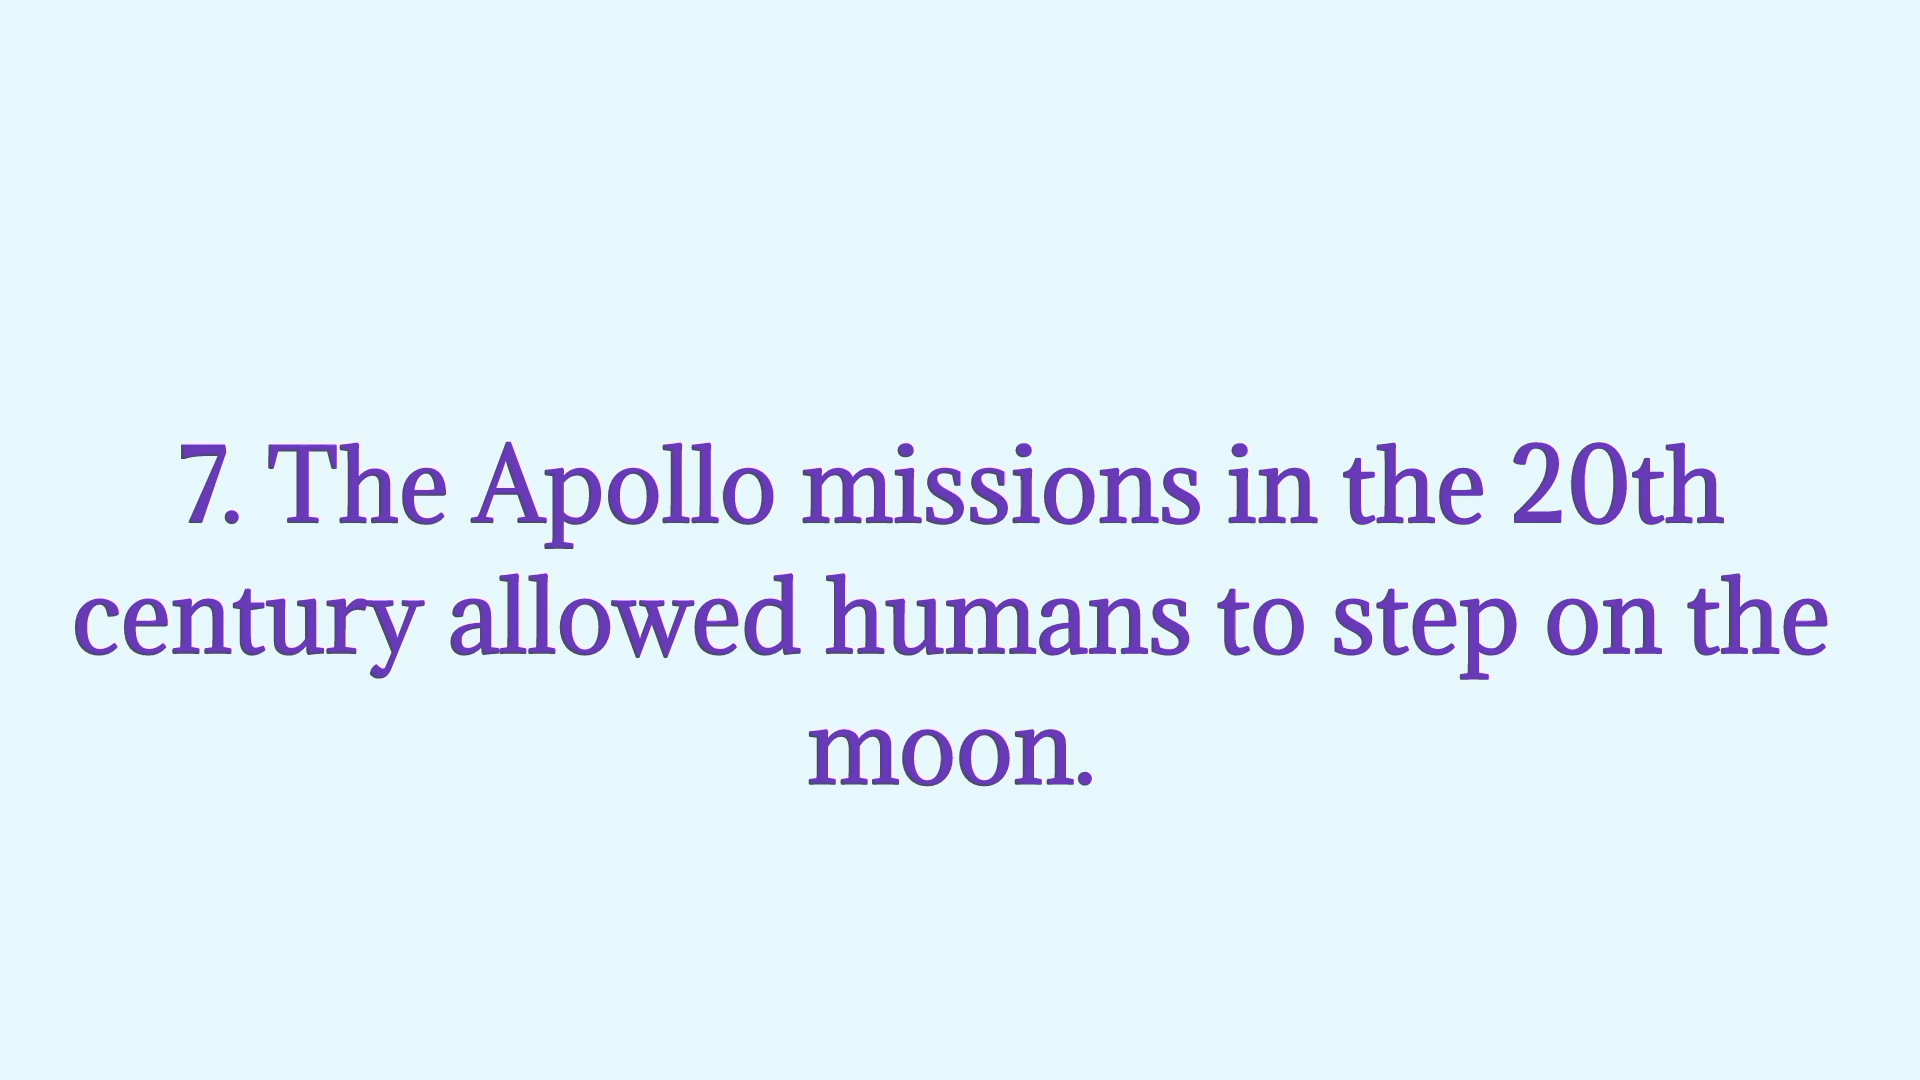 7. The Apollo missions in the 20th
century allowed humans to step on the
moon.